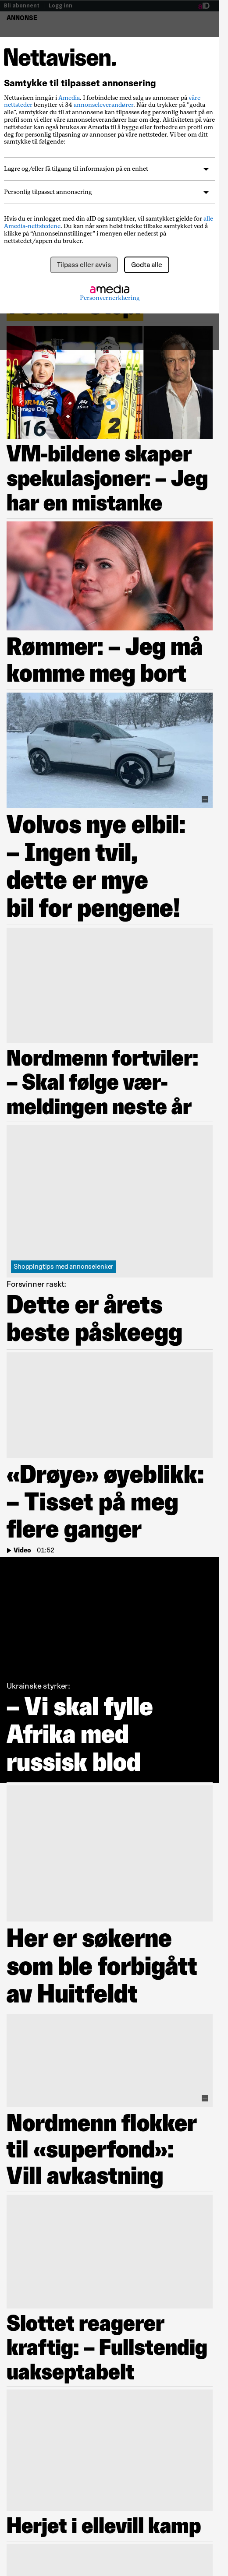 Bli abonnent | Logg inn
ANNONSE
Nettavisen.
Samtykke til tilpasset annonsering
Nettavisen inngår i Amedia. I forbindelse med salg av annonser på våre
nettsteder benytter vi 34 annonseleverandører. Når du trykker på "godta
alle", samtykker du til at annonsene kan tilpasses deg personlig basert på
data vi som eier eller våre annonseleverandører har om deg. Aktiviteten på våre
nettsteder kan også brukes av Amedia til å bygge eller forbedre en profil om
deg for personlig tilpasning av annonser på våre nettsteder. Vi ber om ditt
samtykke til følgende:
Lagre og/eller få tilgang til informasjon på en enhet
Personlig tilpasset annonsering
Hvis du er innlogget med din aID og samtykker, vil samtykket gjelde for alle
Amedia-nettstedene. Du kan når som helst trekke tilbake samtykket ved å
klikke på “Annonseinnstillinger” i menyen eller nederst på
nettstedet/appen du bruker.
Tilpass eller avvis
Godta alle
amedia
Personvernerklæring
16
2
VM-bildene skaper
spekulasjoner: – Jeg
har en mistanke
Rømmer: – Jeg må
komme meg bort
Volvos nye elbil:
– Ingen tvil,
dette er mye
bil for pengene!
Nordmenn fortviler:
– Skal følge vær-
meldingen neste år
Shoppingtips med annonselenker
Forsvinner raskt:
Dette er årets
beste påskeegg
«Drøye» øyeblikk:
– Tisset på meg
flere ganger
Video | 01:52
Ukrainske styrker:
– Vi skal fylle
Afrika med
russisk blod
Her er søkerne
som ble forbigått
av Huitfeldt
Nordmenn flokker
til «superfond»:
Vill avkastning
Slottet reagerer
kraftig: – Fullstendig
uakseptabelt
Herjet i ellevill kamp